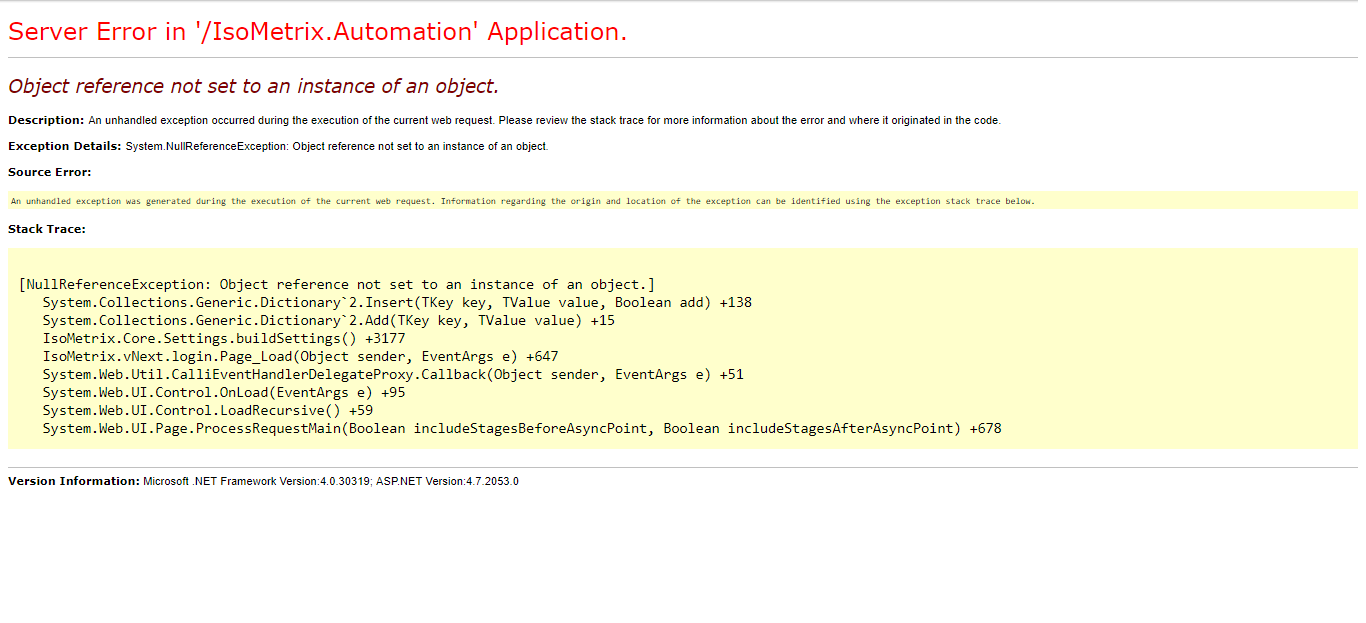 Server Error in '/IsoMetrix.Automation' Application.
Object reference not set to an instance of an object.
Description: An unhandled exception occurred during the execution of the current web request. Please review the stack trace for more information about the error and where it originated in the code.
Exception Details: System.NullReferenceException: Object reference not set to an instance of an object.
Source Error:
An unhandled exception was generated during the execution of the current web request. Information regarding the origin and location of the exception can be identified using the exception stack trace below.
Stack Trace:
[NullReferenceException: Object reference not set to an instance of an object.]
System.Collections.Generic.Dictionary`2.Insert(TKey key, TValue value, Boolean add) +138
System.Collections.Generic.Dictionary`2.Add(TKey key, TValue value) +15
IsoMetrix.Core.Settings.buildSettings() +3177
IsoMetrix.vNext.login.Page_Load(Object sender, EventArgs e) +647
System.Web.Util.CalliEventHandlerDelegateProxy.Callback(Object sender, EventArgs e) +51
System.Web.UI.Control.OnLoad(EventArgs e) +95
System.Web.UI.Control.LoadRecursive() +59
System.Web.UI.Page.ProcessRequestMain(Boolean includeStagesBeforeAsyncPoint, Boolean includeStagesAfterAsyncPoint) +678
Version Information: Microsoft .NET Framework Version:4.0.30319; ASP.NET Version:4.7.2053.0